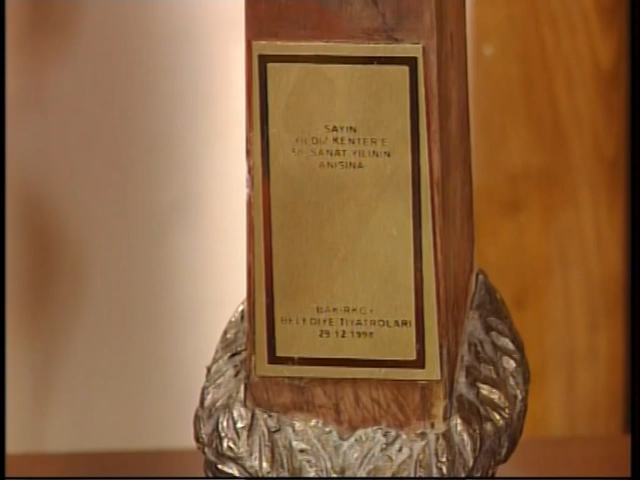 SAYIN
YILDIZ KENTER'E
SANAT YILININ
ANISINA
BAKIRKÖY
BELEDİYE TİYATROLARI
29.12.1998